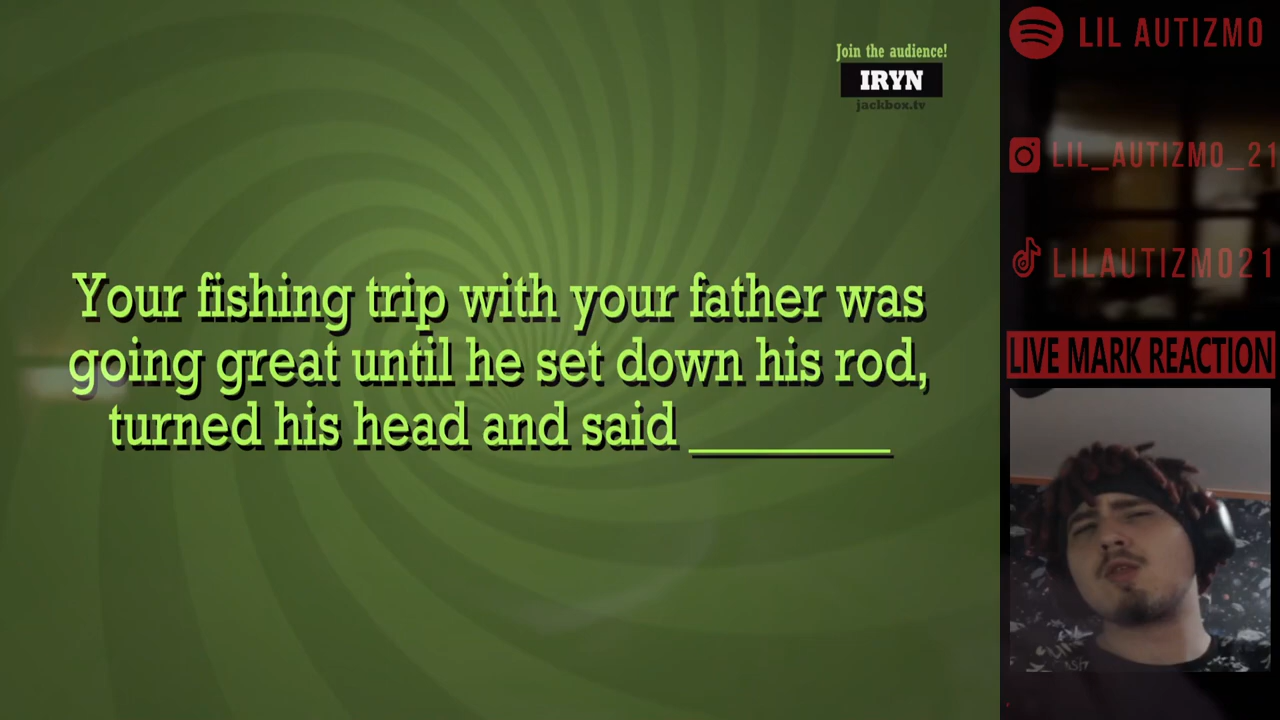 Join the audience!
IRYN
jackbox.tv
Your fishing trip with your father was
going great until he set down his rod,
turned his head and said ________
LIL AUTIZMO
LIL_AUTIZMO_21
LILAUTIZMO21
LIVE MARK REACTION